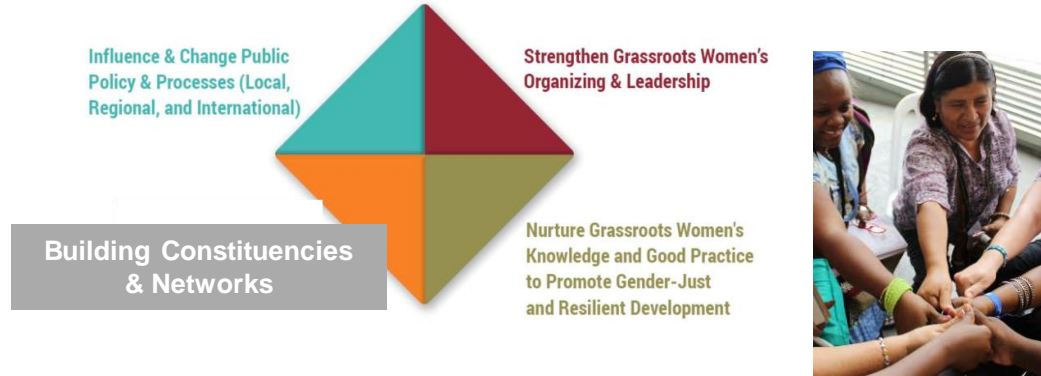 Influence & Change Public
Policy & Processes (Local,
Regional, and International)
Strengthen Grassroots Women's
Organizing & Leadership
Building Constituencies
& Networks
Nurture Grassroots Women's
Knowledge and Good Practice
to Promote Gender-Just
and Resilient Development